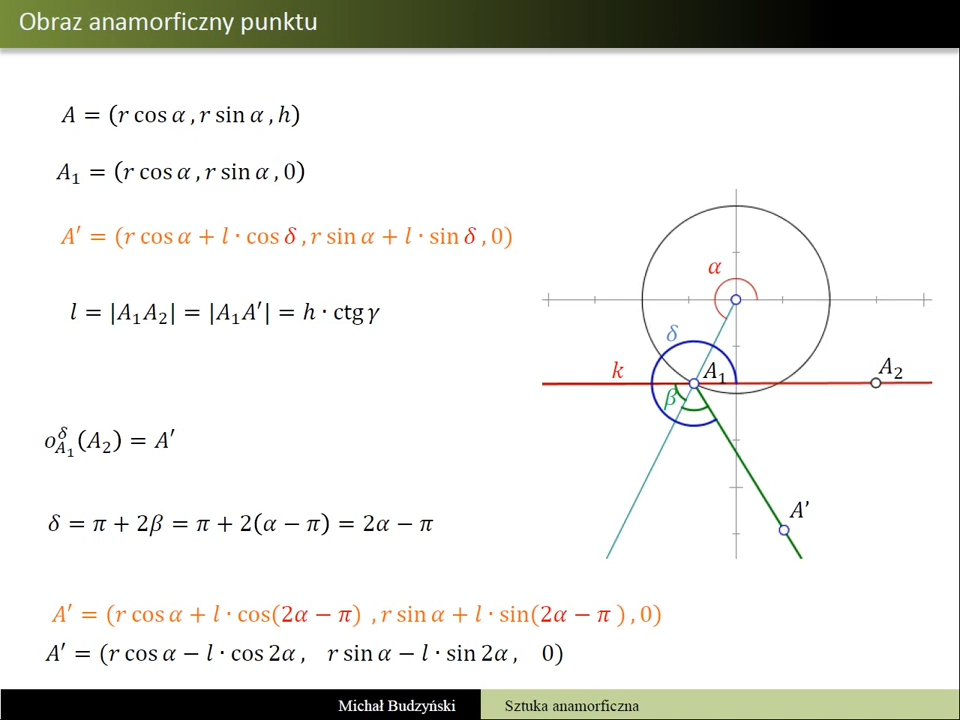 Obraz anamorficzny punktu
A = (r cos α , r sin α , h)
A₁ = (r cos α , r sin α , 0)
A′ = (r cos α + l · cos δ , r sin α + l · sin δ , 0)
l = |A₁A₂| = |A₁A′| = h · ctg γ
o^δ_{A₁}(A₂) = A′
δ = π + 2β = π + 2(α − π) = 2α − π
A′ = (r cos α + l · cos(2α − π) , r sin α + l · sin(2α − π ) , 0)
A′ = (r cos α − l · cos 2α , r sin α − l · sin 2α , 0)
α
δ
k
A₁
A₂
β
A’
Michał Budzyński
Sztuka anamorficzna